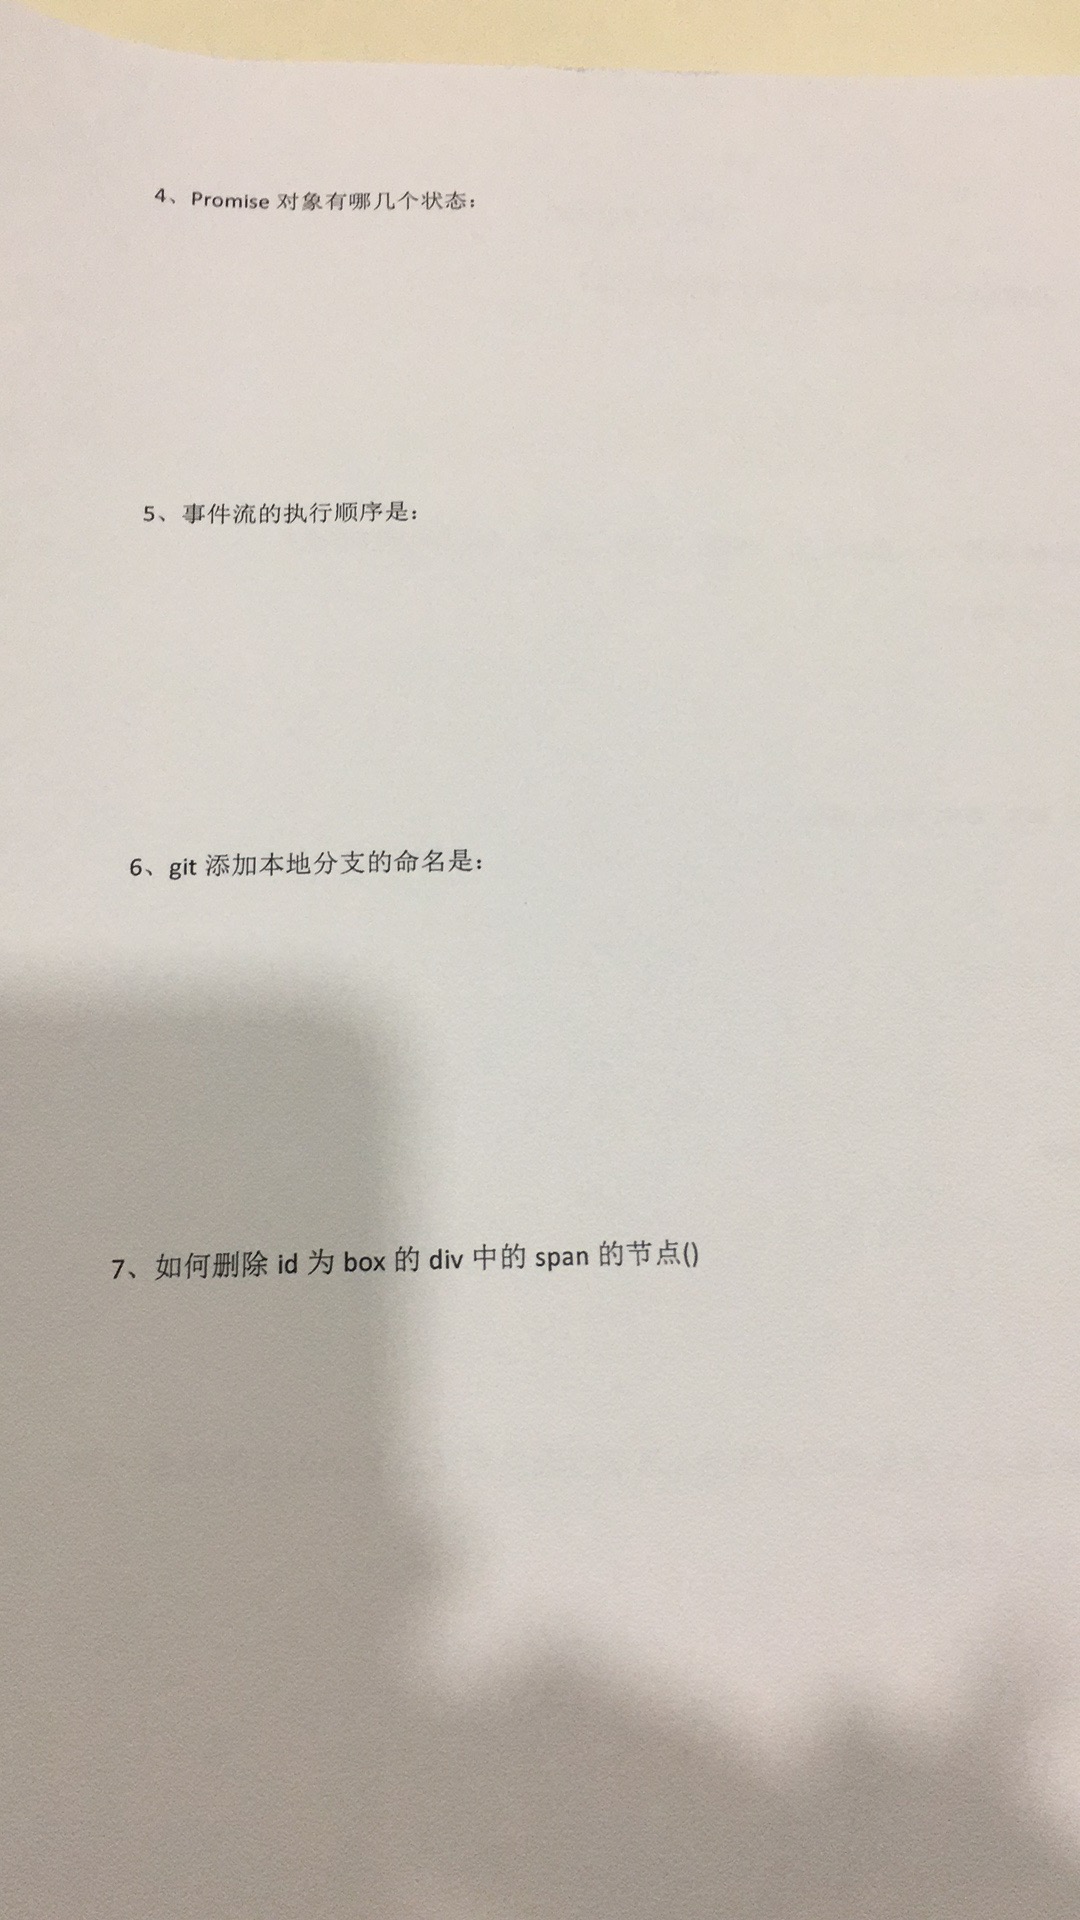 4、Promise 对象有哪几个状态：
5、事件流的执行顺序是：
6、git 添加本地分支的命名是：
7、如何删除 id 为 box 的 div 中的 span 的节点()